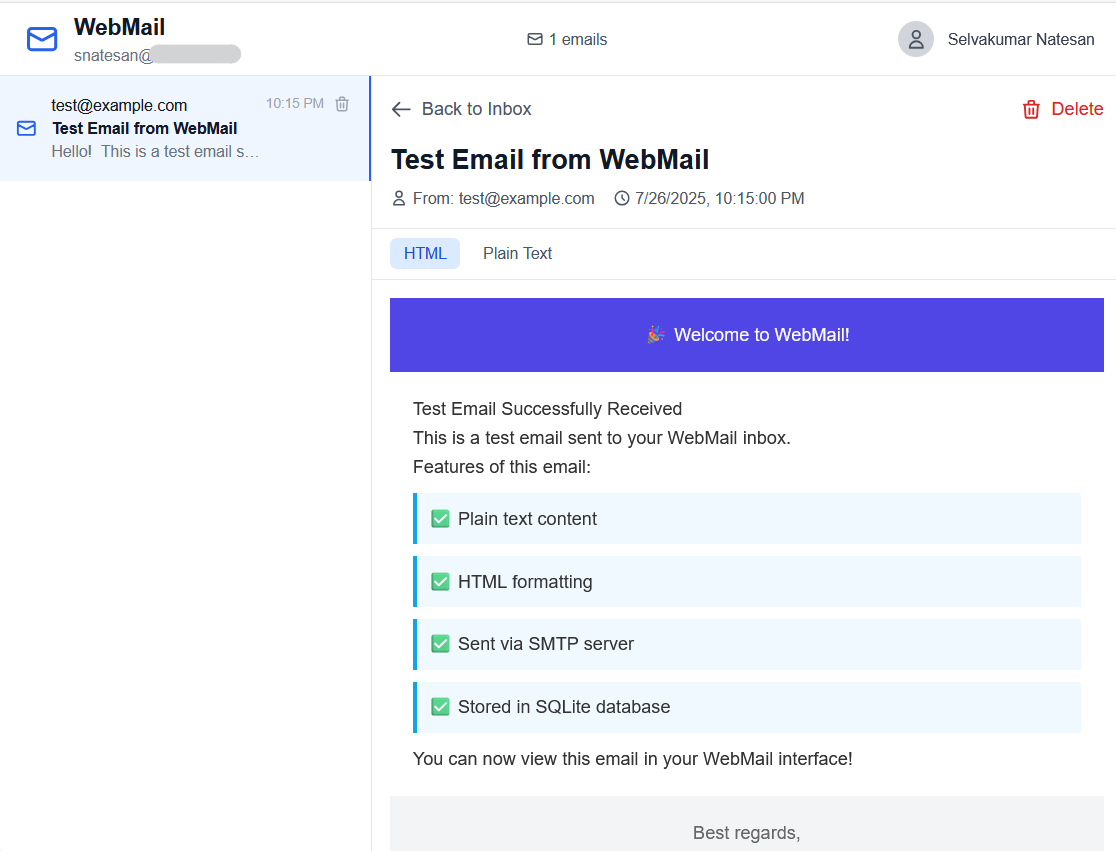 WebMail
snatesan@
1 emails
Selvakumar Natesan
test@example.com
10:15 PM
Test Email from WebMail
Hello!  This is a test email s…
Back to Inbox
Delete
Test Email from WebMail
From: test@example.com
7/26/2025, 10:15:00 PM
HTML
Plain Text
🎉 Welcome to WebMail!
Test Email Successfully Received
This is a test email sent to your WebMail inbox.
Features of this email:
✅ Plain text content
✅ HTML formatting
✅ Sent via SMTP server
✅ Stored in SQLite database
You can now view this email in your WebMail interface!
Best regards,